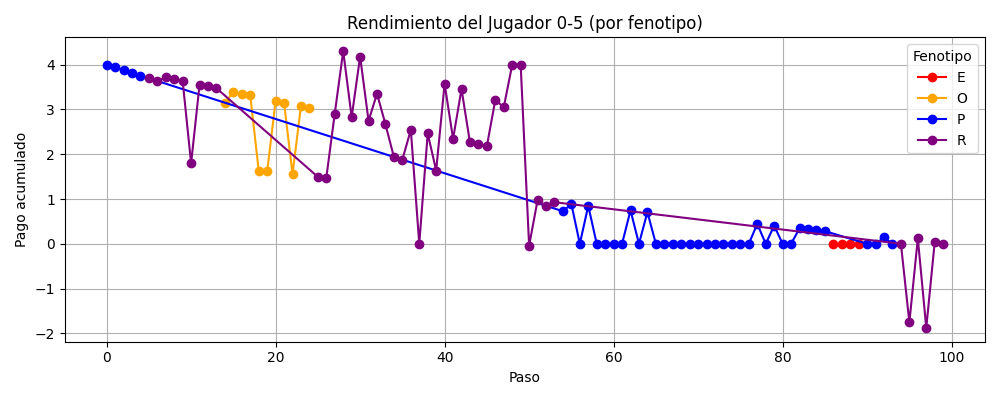 Rendimiento del Jugador 0-5 (por fenotipo)
Pago acumulado
4
3
2
1
0
−1
−2
0
20
40
60
80
100
Paso
Fenotipo
E
O
P
R